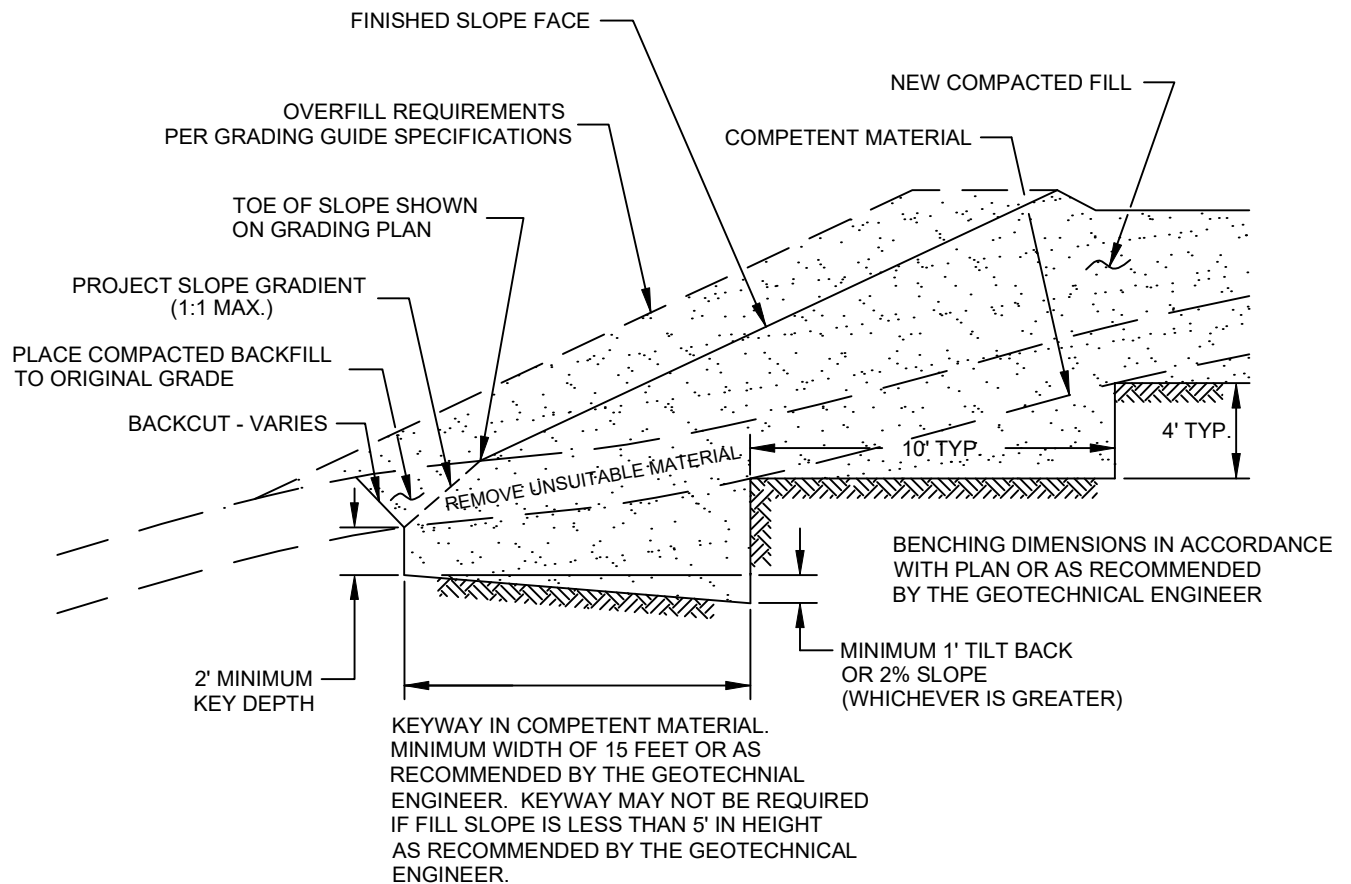 FINISHED SLOPE FACE
NEW COMPACTED FILL
OVERFILL REQUIREMENTS
PER GRADING GUIDE SPECIFICATIONS
COMPETENT MATERIAL
TOE OF SLOPE SHOWN
ON GRADING PLAN
PROJECT SLOPE GRADIENT
(1:1 MAX.)
PLACE COMPACTED BACKFILL
TO ORIGINAL GRADE
BACKCUT - VARIES
4' TYP.
10' TYP.
REMOVE UNSUITABLE MATERIAL
BENCHING DIMENSIONS IN ACCORDANCE
WITH PLAN OR AS RECOMMENDED
BY THE GEOTECHNICAL ENGINEER
2' MINIMUM
KEY DEPTH
MINIMUM 1' TILT BACK
OR 2% SLOPE
(WHICHEVER IS GREATER)
KEYWAY IN COMPETENT MATERIAL.
MINIMUM WIDTH OF 15 FEET OR AS
RECOMMENDED BY THE GEOTECHNIAL
ENGINEER. KEYWAY MAY NOT BE REQUIRED
IF FILL SLOPE IS LESS THAN 5' IN HEIGHT
AS RECOMMENDED BY THE GEOTECHNICAL
ENGINEER.